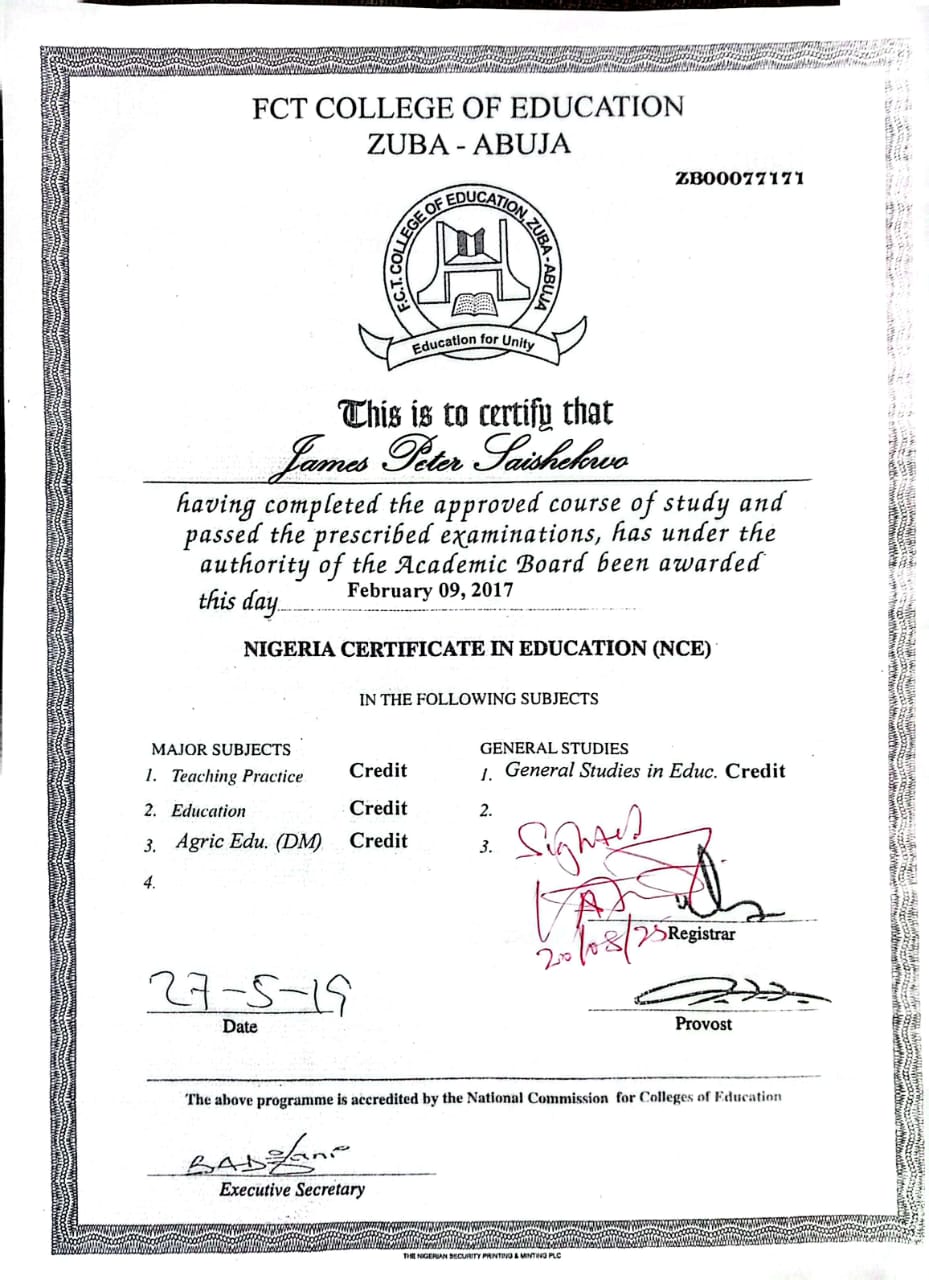 FCT COLLEGE OF EDUCATION
ZUBA - ABUJA
ZB00077171
F.C.T. COLLEGE OF EDUCATION, ZUBA - ABUJA
Education for Unity
This is to certify that
James Peter Saishekwo
having completed the approved course of study and
passed the prescribed examinations, has under the
authority of the Academic Board been awarded
this day February 09, 2017
NIGERIA CERTIFICATE IN EDUCATION (NCE)
IN THE FOLLOWING SUBJECTS
MAJOR SUBJECTS
1. Teaching Practice Credit
2. Education Credit
3. Agric Edu. (DM) Credit
4.
GENERAL STUDIES
1. General Studies in Educ. Credit
2.
3.
Sighted
20/08/25
Registrar
27-5-19
Date
Provost
The above programme is accredited by the National Commission for Colleges of Education
Executive Secretary
THE NIGERIAN SECURITY PRINTING & MINTING PLC